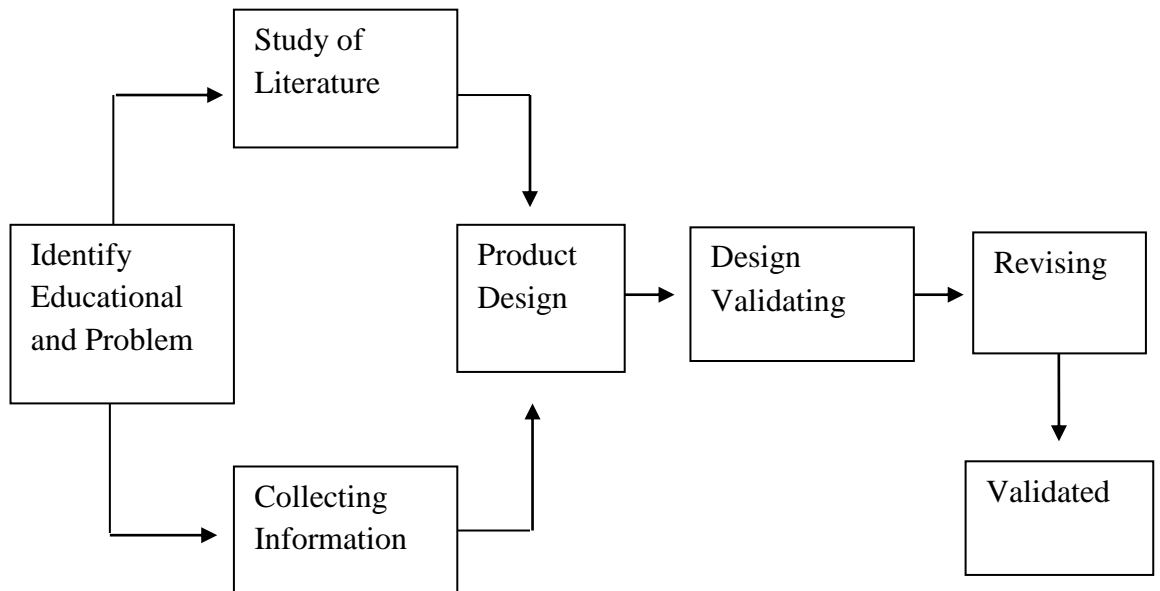 Study of
Literature
Identify
Educational
and Problem
Product
Design
Design
Validating
Revising
Collecting
Information
Validated